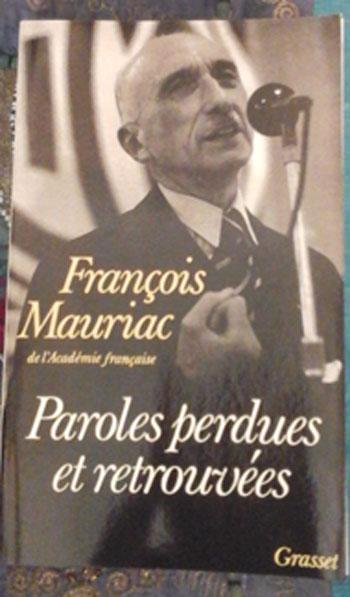 François
Mauriac
de l'Académie française
Paroles perdues
et retrouvées
Grasset